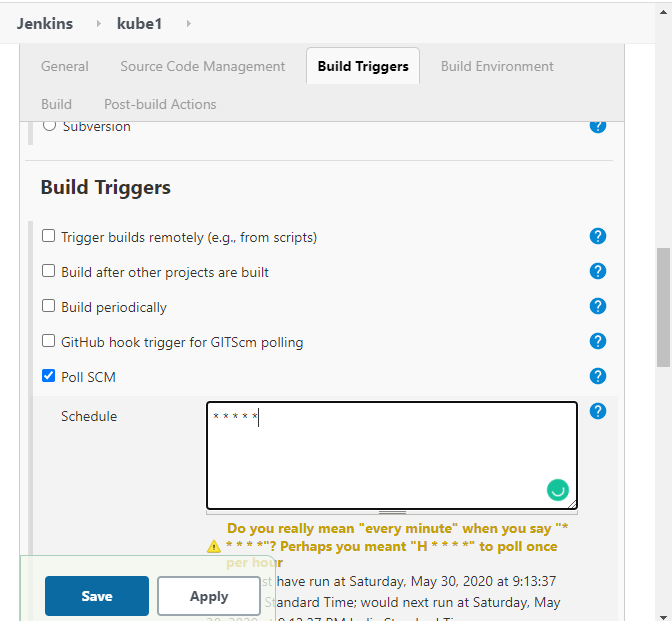 Jenkins kube1
General Source Code Management Build Triggers Build Environment
Build Post-build Actions
Subversion
Build Triggers
Trigger builds remotely (e.g., from scripts)
Build after other projects are built
Build periodically
GitHub hook trigger for GITScm polling
Poll SCM
Schedule
* * * * *
Do you really mean "every minute" when you say "*
* * * *"? Perhaps you meant "H * * * *" to poll once
per hour
have run at Saturday, May 30, 2020 at 9:13:37
Standard Time; would next run at Saturday, May
Save Apply